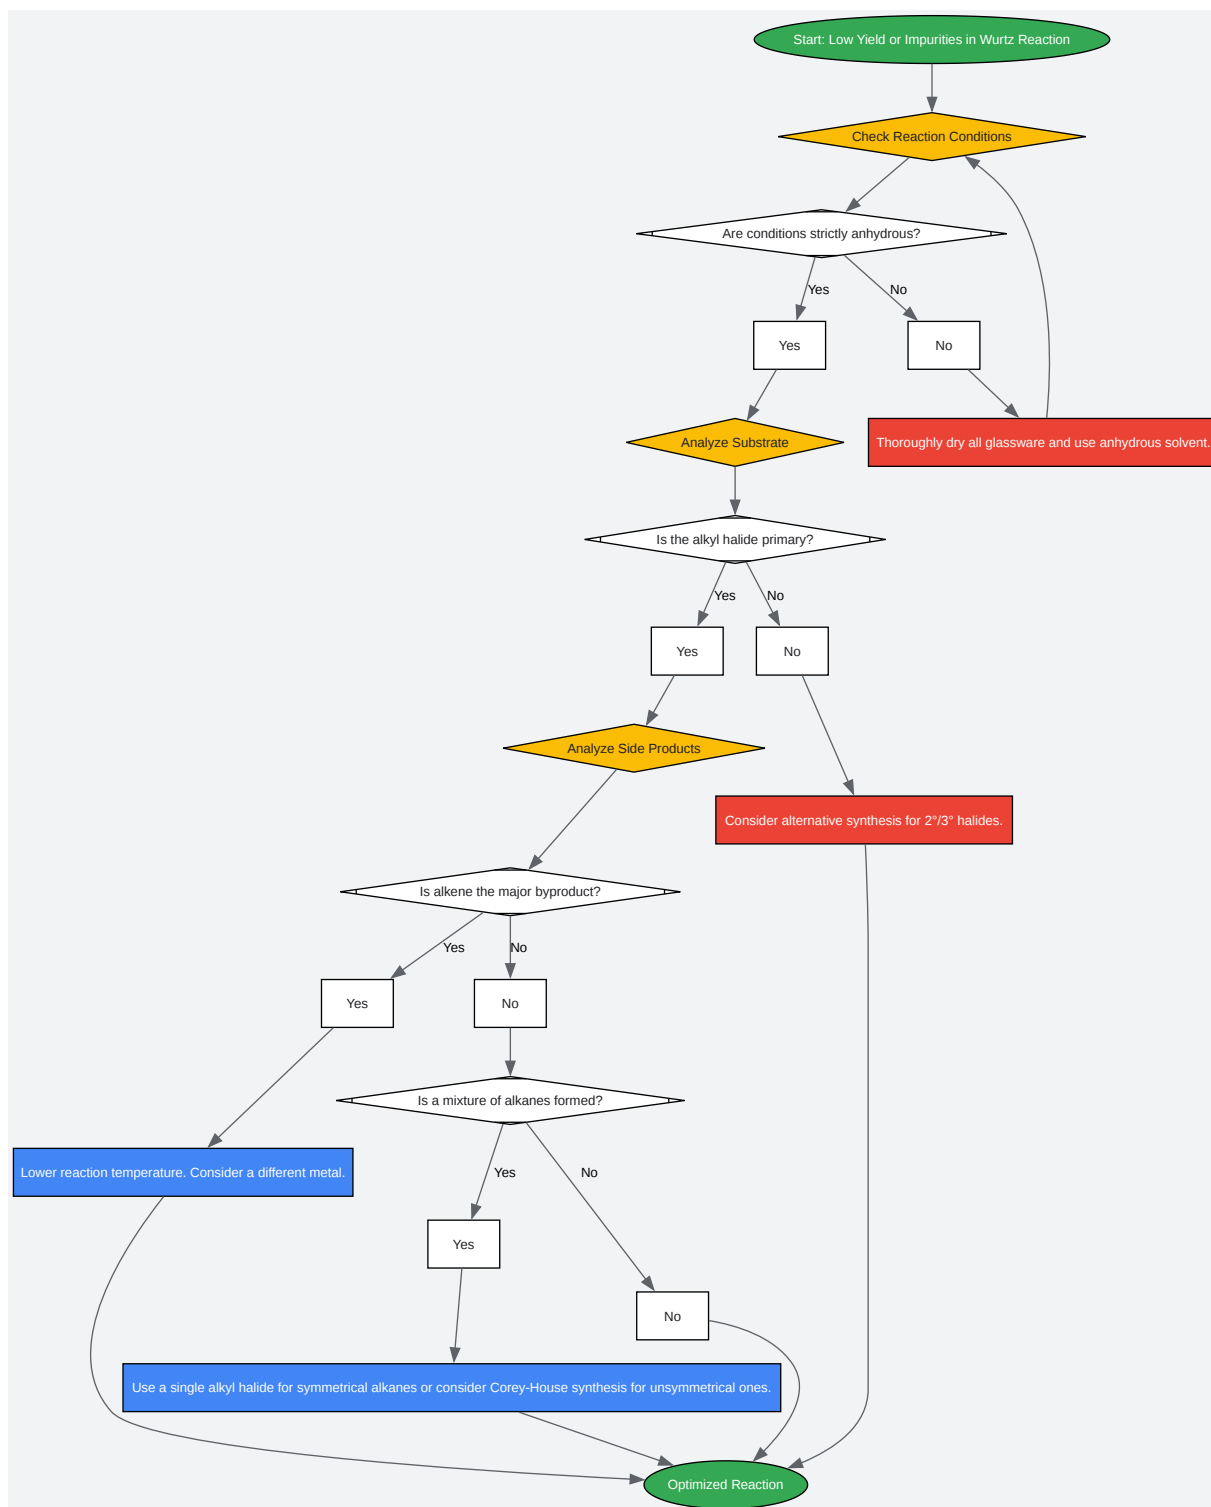 Start: Low Yield or Impurities in Wurtz Reaction
Check Reaction Conditions
Are conditions strictly anhydrous?
Yes
No
Yes
No
Analyze Substrate
Thoroughly dry all glassware and use anhydrous solvent.
Is the alkyl halide primary?
Yes
No
Yes
No
Analyze Side Products
Consider alternative synthesis for 2°/3° halides.
Is alkene the major byproduct?
Yes
No
Yes
No
Is a mixture of alkanes formed?
Lower reaction temperature. Consider a different metal.
Yes
No
Yes
No
Use a single alkyl halide for symmetrical alkanes or consider Corey-House synthesis for unsymmetrical ones.
Optimized Reaction